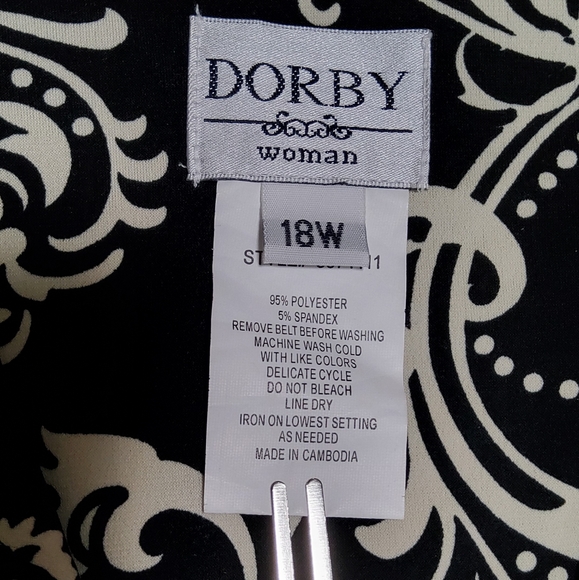 DORBY
woman
18W
95% POLYESTER
5% SPANDEX
REMOVE BELT BEFORE WASHING
MACHINE WASH COLD
WITH LIKE COLORS
DELICATE CYCLE
DO NOT BLEACH
LINE DRY
IRON ON LOWEST SETTING
AS NEEDED
MADE IN CAMBODIA